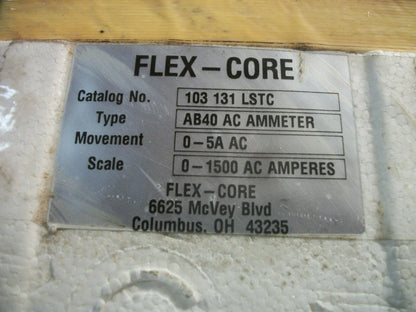 FLEX-CORE
Catalog No. 103 131 LSTC
Type AB40 AC AMMETER
Movement 0-5A AC
Scale 0-1500 AC AMPERES
FLEX-CORE
6625 McVey Blvd
Columbus, OH 43235